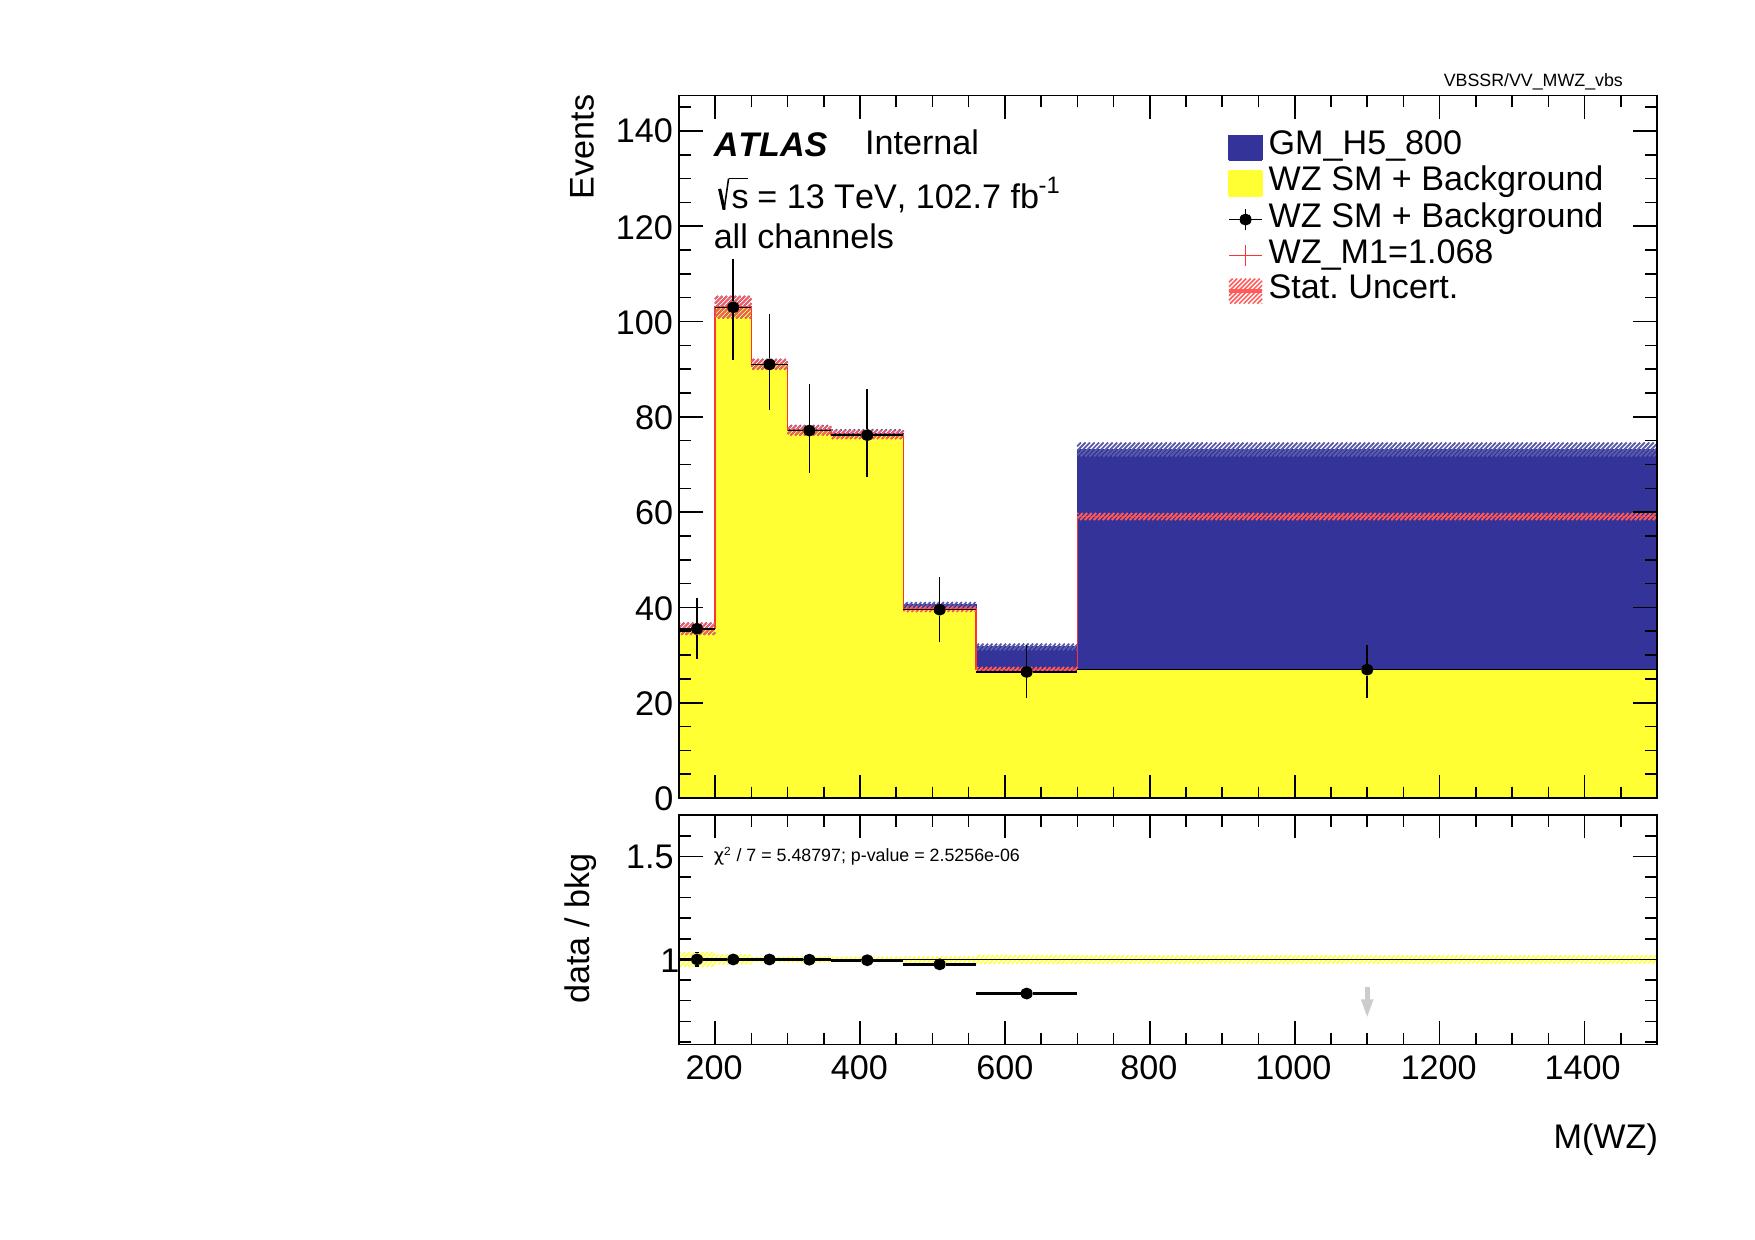 VBSSR/VV_MWZ_vbs
Events
140
120
100
80
60
40
20
0
ATLAS Internal
√s = 13 TeV, 102.7 fb-1
all channels
GM_H5_800
WZ SM + Background
WZ SM + Background
WZ_M1=1.068
Stat. Uncert.
data / bkg
1.5
1
χ2 / 7 = 5.48797; p-value = 2.5256e-06
200 400 600 800 1000 1200 1400
M(WZ)